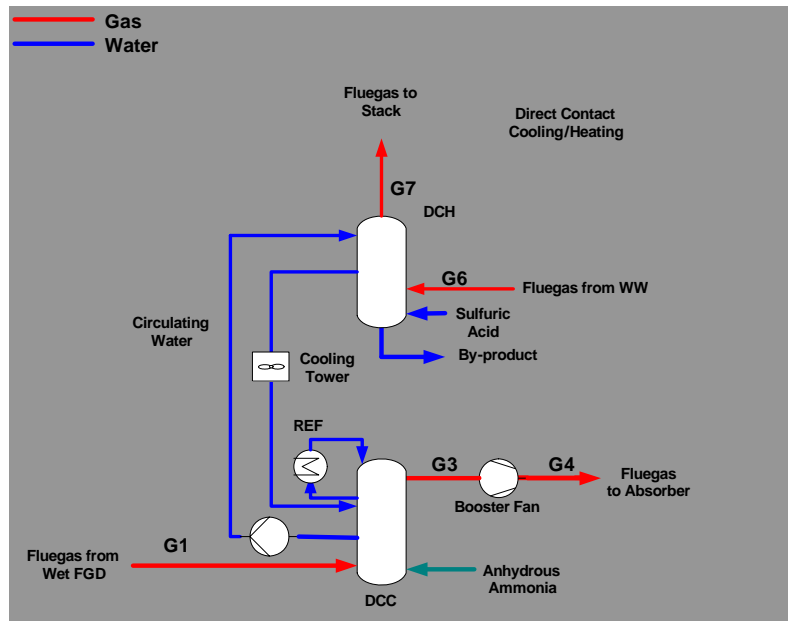 Gas
Water
Fluegas to
Stack
Direct Contact
Cooling/Heating
G7
DCH
G6
Fluegas from WW
Sulfuric
Acid
Circulating
Water
By-product
Cooling
Tower
REF
G3
G4
Fluegas
to Absorber
Booster Fan
G1
Fluegas from
Wet FGD
Anhydrous
Ammonia
DCC